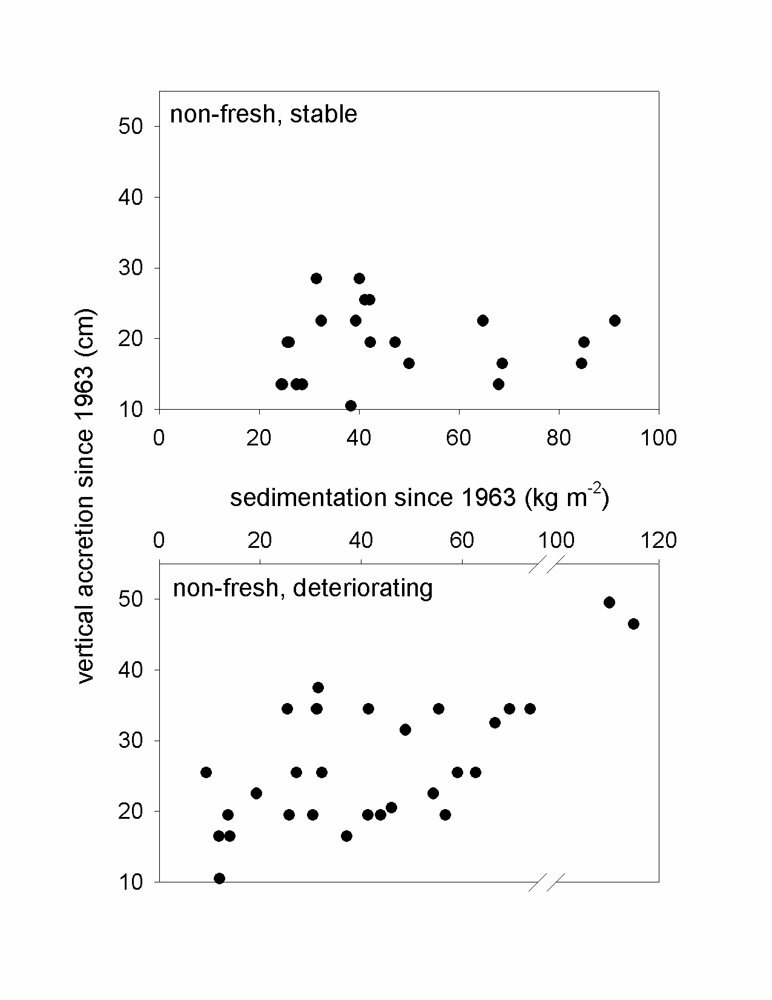 non-fresh, stable
50
40
30
20
10
0 20 40 60 80 100
vertical accretion since 1963 (cm)
sedimentation since 1963 (kg m⁻²)
0 20 40 60 100 120
non-fresh, deteriorating
50
40
30
20
10